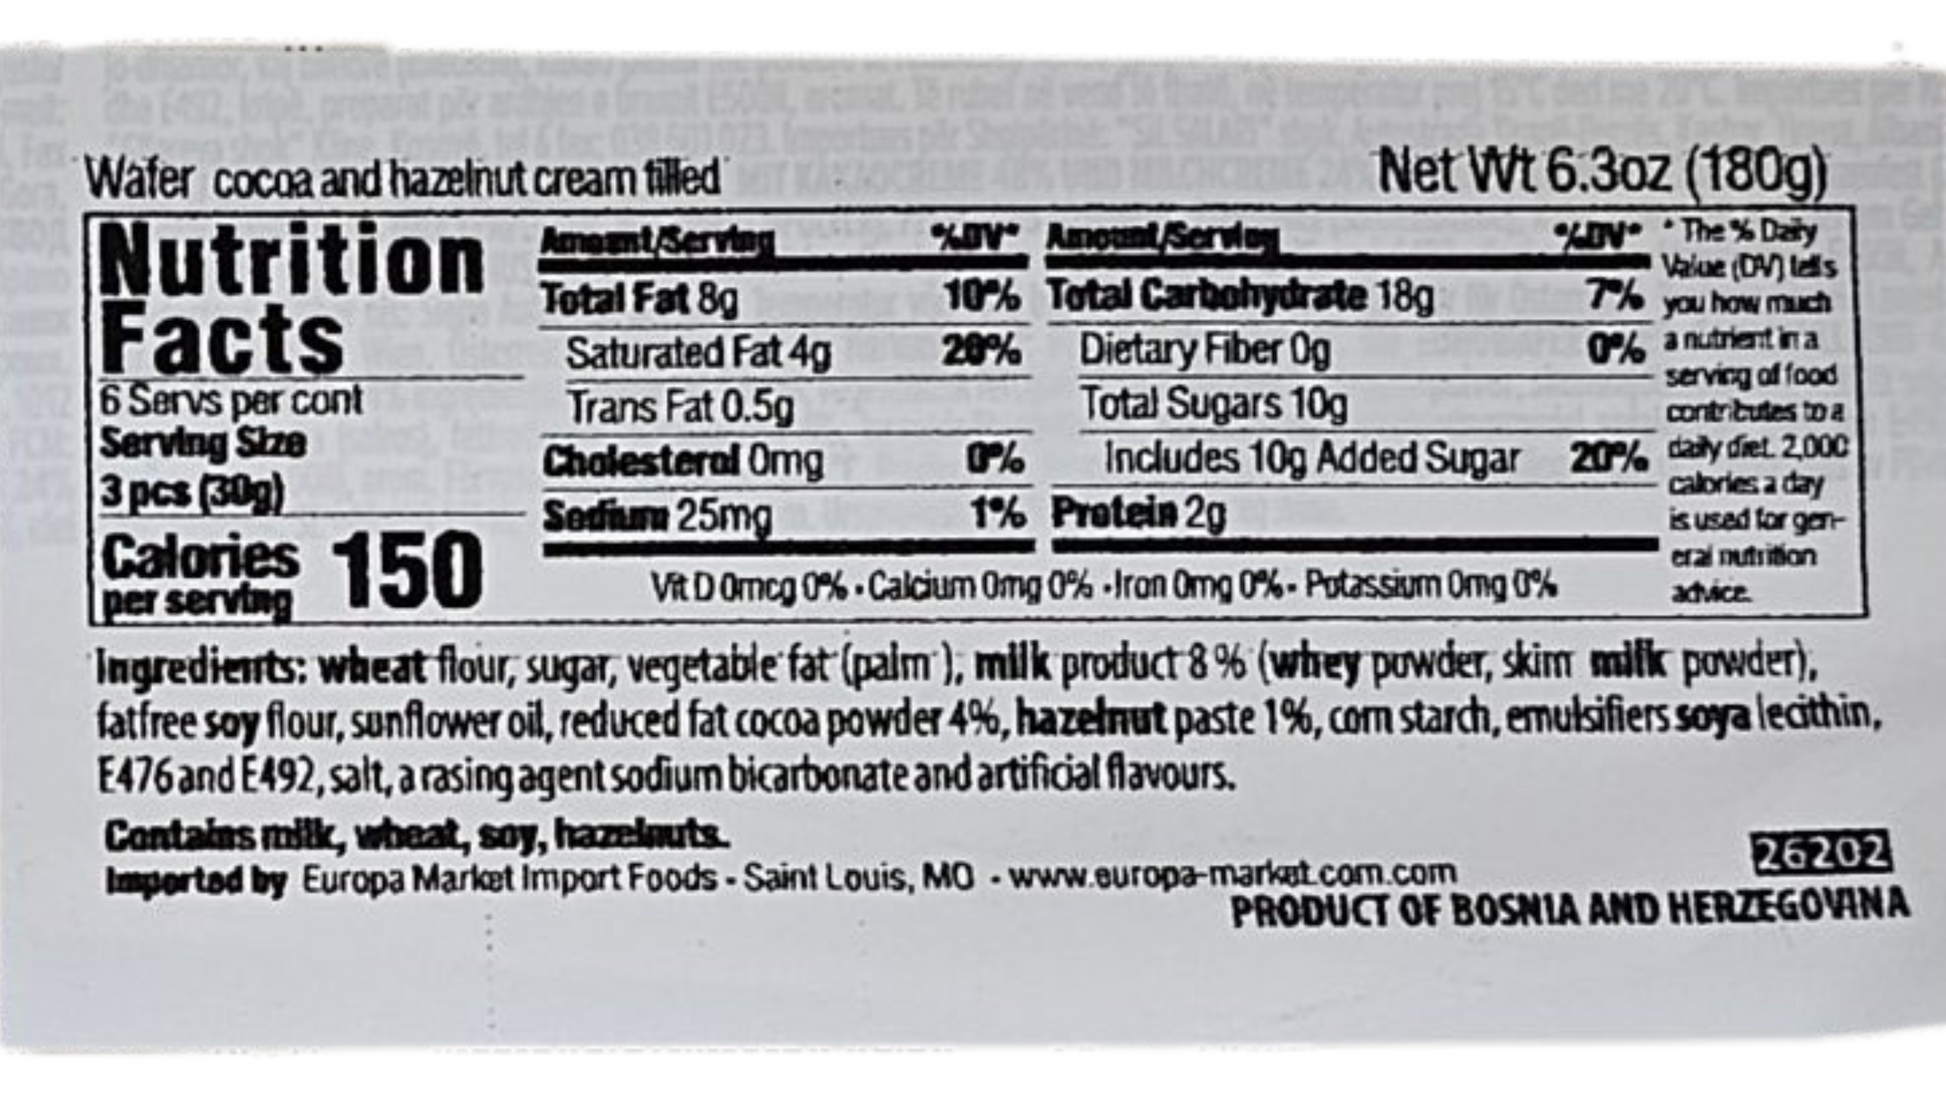 Wafer cocoa and hazelnut cream filled
Net Wt 6.3oz (180g)
Nutrition
Facts
6 Servs per cont
Serving Size
3 pcs (30g)
Calories
per serving 150
Amount/Serving %DV*
Total Fat 8g 10%
Saturated Fat 4g 20%
Trans Fat 0.5g
Cholesterol 0mg 0%
Sodium 25mg 1%
Amount/Serving %DV*
Total Carbohydrate 18g 7%
Dietary Fiber 0g 0%
Total Sugars 10g
Includes 10g Added Sugar 20%
Protein 2g
Vit D 0mcg 0% • Calcium 0mg 0% • Iron 0mg 0% • Potassium 0mg 0%
* The % Daily
Value (DV) tells
you how much
a nutrient in a
serving of food
contributes to a
daily diet. 2,000
calories a day
is used for gen-
eral nutrition
advice.
Ingredients: wheat flour, sugar, vegetable fat (palm ), milk product 8 % (whey powder, skim milk powder),
fatfree soy flour, sunflower oil, reduced fat cocoa powder 4%, hazelnut paste 1%, corn starch, emulsifiers soya lecithin,
E476 and E492, salt, a rasing agent sodium bicarbonate and artificial flavours.
Contains milk, wheat, soy, hazelnuts.
Imported by Europa Market Import Foods - Saint Louis, MO - www.europa-market.com.com
26202
PRODUCT OF BOSNIA AND HERZEGOVINA